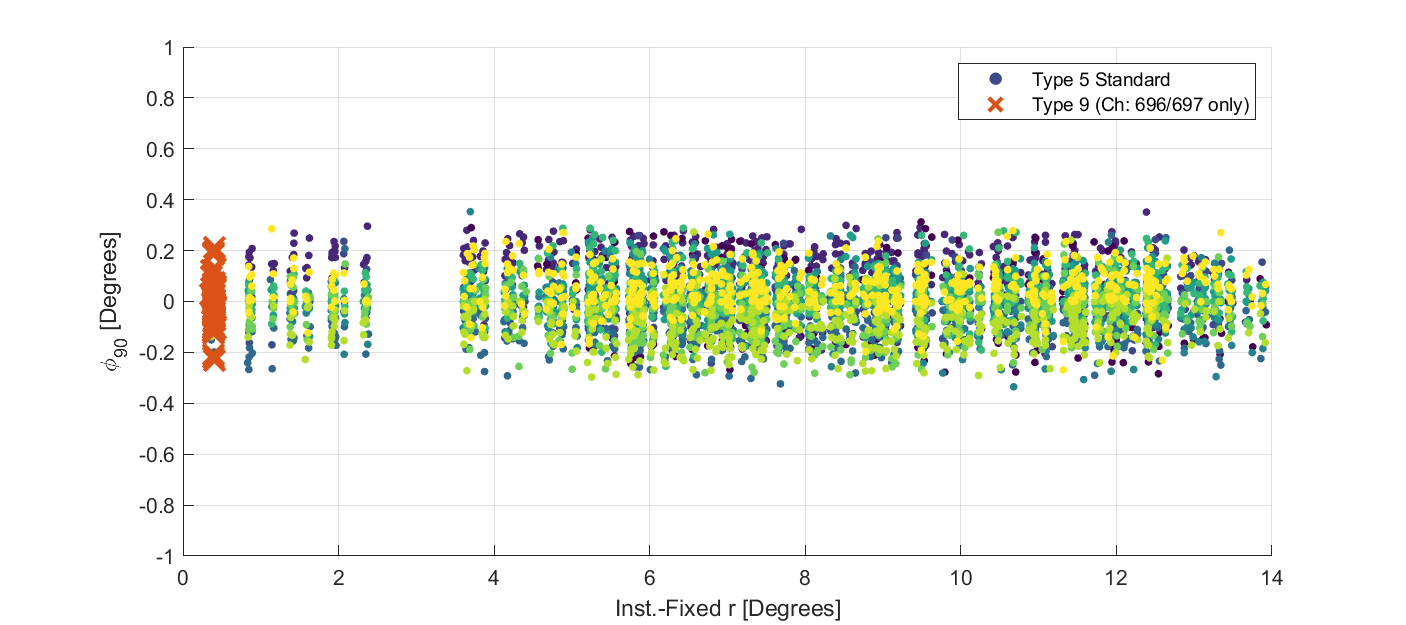 1
0.8
0.6
0.4
0.2
0
-0.2
-0.4
-0.6
-0.8
-1
ϕ90 [Degrees]
Type 5 Standard
Type 9 (Ch: 696/697 only)
0 2 4 6 8 10 12 14
Inst.-Fixed r [Degrees]